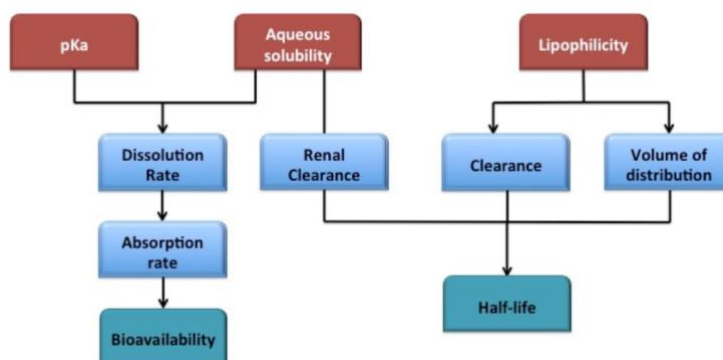 pKa
Aqueous
solubility
Lipophilicity
Dissolution
Rate
Renal
Clearance
Clearance
Volume of
distribution
Absorption
rate
Bioavailability
Half-life